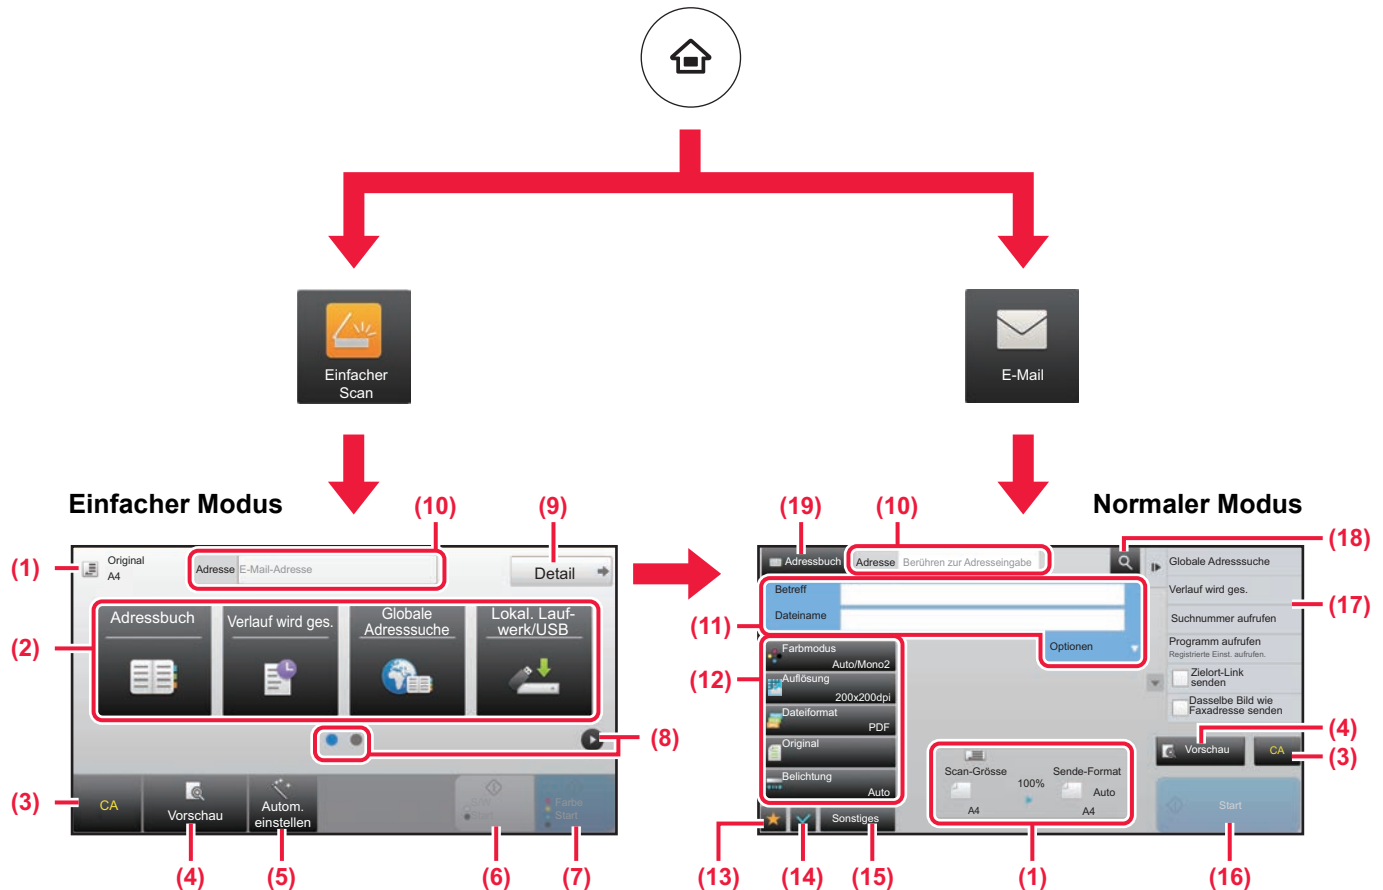 Einfacher
Scan
E-Mail
Einfacher Modus
Normaler Modus
(10)
(9)
(1)
Original
A4
Adresse
E-Mail-Adresse
Detail
(2)
Adressbuch
Verlauf wird ges.
Globale
Adresssuche
Lokal. Lauf-
werk/USB
(8)
(3)
CA
Vorschau
Autom.
einstellen
S/W
Start
Farbe
Start
(4)
(5)
(6)
(7)
(19)
(10)
(18)
Adressbuch
Adresse
Berühren zur Adresseingabe
Globale Adresssuche
Verlauf wird ges.
(17)
Suchnummer aufrufen
Programm aufrufen
Registrierte Einst. aufrufen.
Zielort-Link
senden
Dasselbe Bild wie
Faxadresse senden
(11)
Betreff
Dateiname
Optionen
(12)
Farbmodus
Auto/Mono2
Auflösung
200x200dpi
Dateiformat
PDF
Original
Belichtung
Auto
Scan-Grösse
100%
Sende-Format
Auto
A4
A4
(4)
Vorschau
CA
(3)
Sonstiges
Start
(13)
(14)
(15)
(1)
(16)